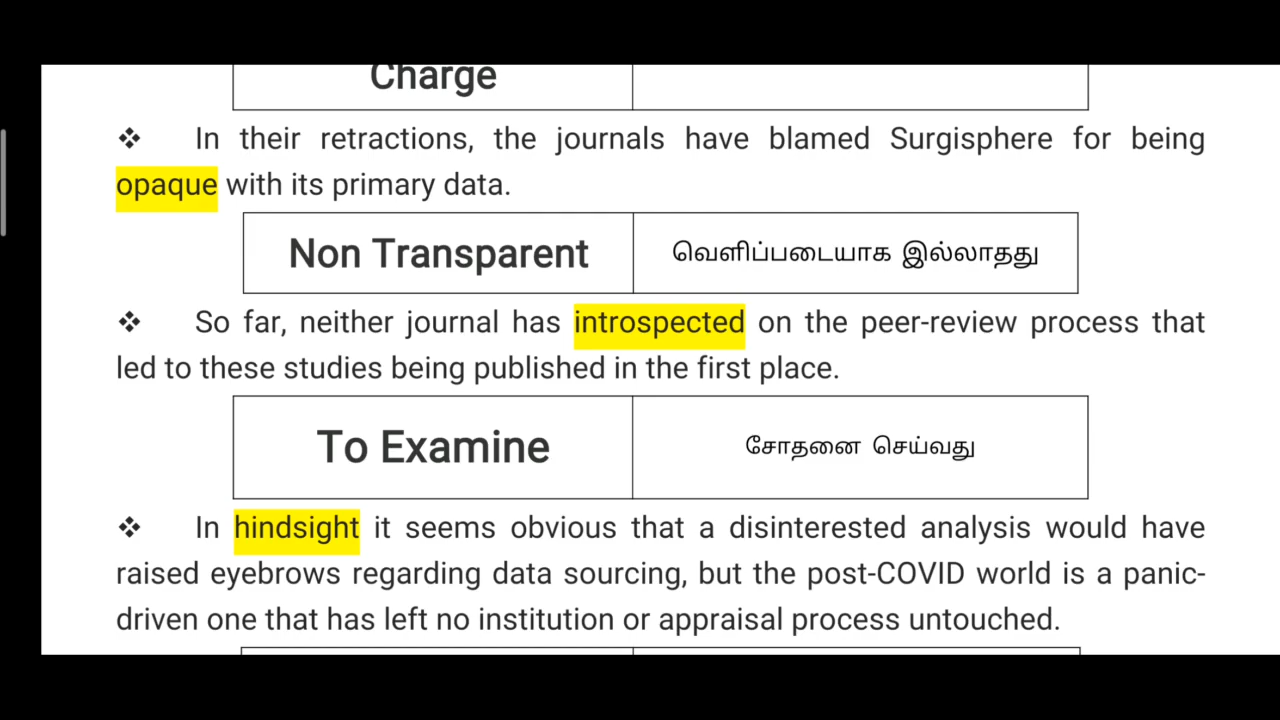 Charge
❖ In their retractions, the journals have blamed Surgisphere for being
opaque with its primary data.
Non Transparent வெளிப்படையாக இல்லாதது
❖ So far, neither journal has introspected on the peer-review process that
led to these studies being published in the first place.
To Examine சோதனை செய்வது
❖ In hindsight it seems obvious that a disinterested analysis would have
raised eyebrows regarding data sourcing, but the post-COVID world is a panic-
driven one that has left no institution or appraisal process untouched.